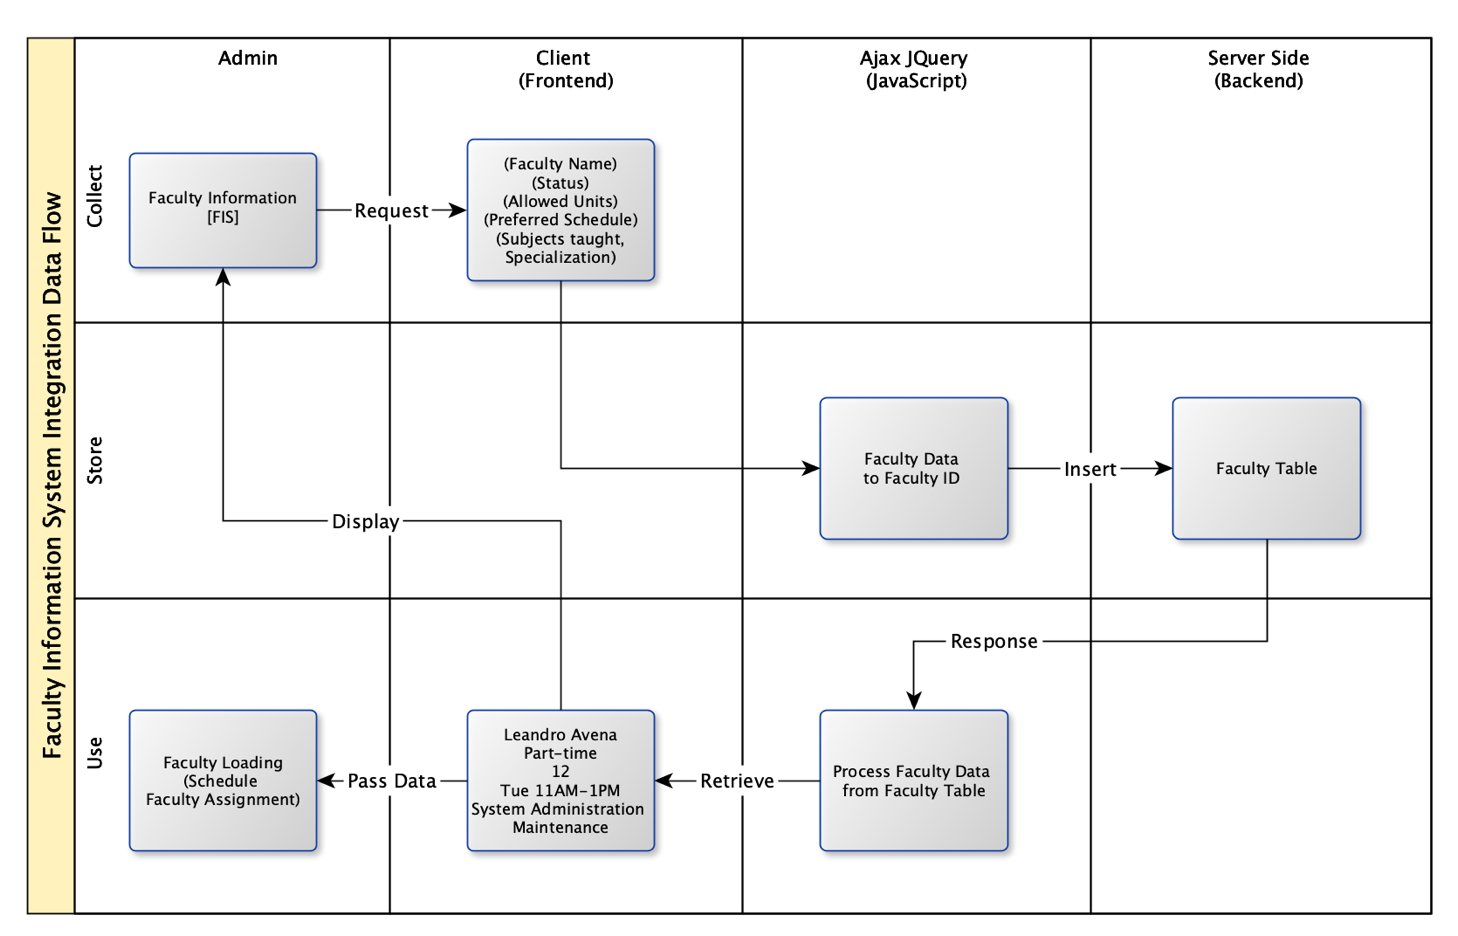 Faculty Information System Integration Data Flow
Admin
Client
(Frontend)
Ajax JQuery
(JavaScript)
Server Side
(Backend)
Collect
Faculty Information
[FIS]
Request
(Faculty Name)
(Status)
(Allowed Units)
(Preferred Schedule)
(Subjects taught,
Specialization)
Store
Faculty Data
to Faculty ID
Insert
Faculty Table
Display
Response
Use
Faculty Loading
(Schedule
Faculty Assignment)
Pass Data
Leandro Avena
Part-time
12
Tue 11AM-1PM
System Administration
Maintenance
Retrieve
Process Faculty Data
from Faculty Table